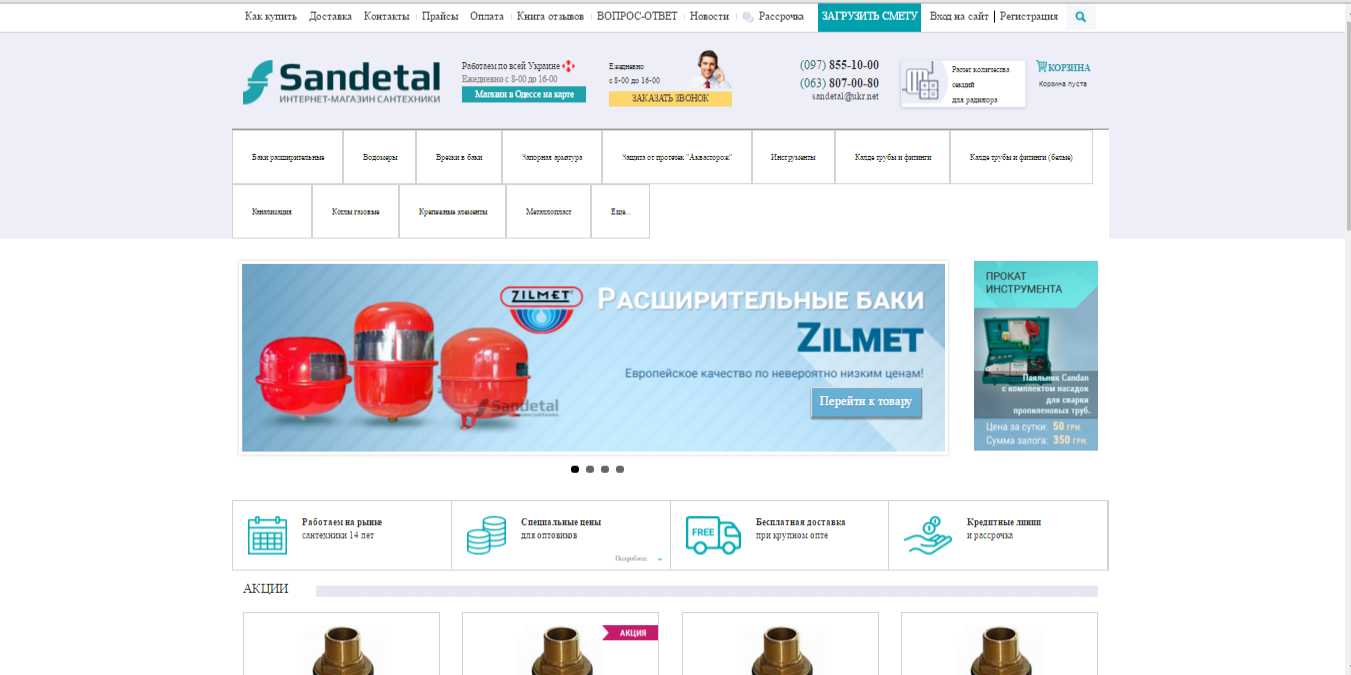 Как купить Доставка Контакты Прайсы Оплата Книга отзывов ВОПРОС-ОТВЕТ Новости Рассрочка ЗАГРУЗИТЬ СМЕТУ Вход на сайт Регистрация
Sandetal
ИНТЕРНЕТ-МАГАЗИН САНТЕХНИКИ
Работаем по всей Украине
Ежедневно с 8-00 до 16-00
Магазин в Одессе на карте
Ежедневно
с 8-00 до 16-00
ЗАКАЗАТЬ ЗВОНОК
(097) 855-10-00
(063) 807-00-80
sandetal@ukr.net
Расчет количества
секций
для радиатора
КОРЗИНА
Корзина пуста
Баки расширительные Водомеры Врезки в баки Запорная арматура Защита от протечек "Аквасторож" Инструменты Калде трубы и фитинги Калде трубы и фитинги (белые)
Канализация Котлы газовые Крепежные элементы Металлопласт Еще...
ZILMET
РАСШИРИТЕЛЬНЫЕ БАКИ
ZILMET
Европейское качество по невероятно низким ценам!
Перейти к товару
Sandetal
ПРОКАТ
ИНСТРУМЕНТА
Паяльник Candan
с комплектом насадок
для сварки
пропиленовых труб.
Цена за сутки: 50 ГРН.
Сумма залога: 350 ГРН.
Работаем на рынке
сантехники 14 лет
Специальные цены
для оптовиков
Подробнее
FREE
Бесплатная доставка
при крупном опте
Кредитные линии
и рассрочка
АКЦИИ
АКЦИЯ